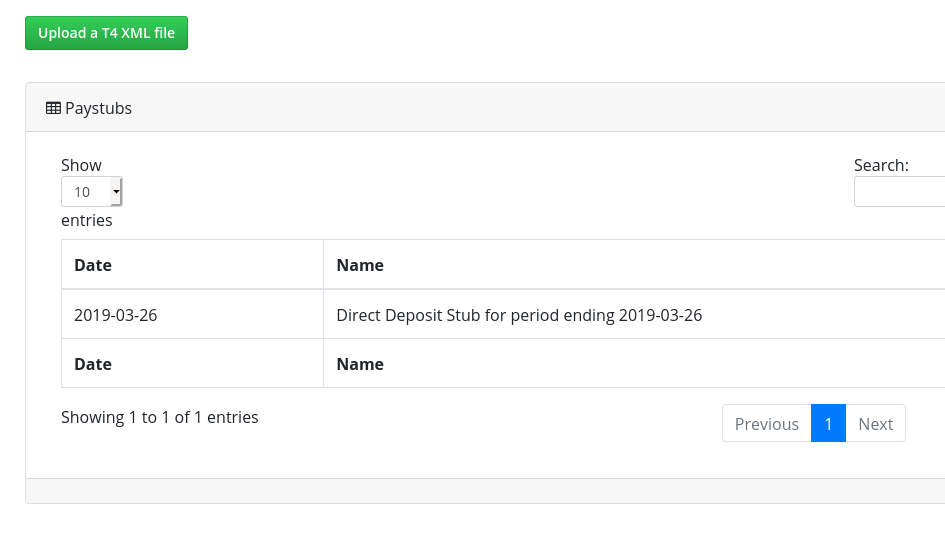 Upload a T4 XML file
Paystubs
Show
Search:
10
entries
Date Name
2019-03-26 Direct Deposit Stub for period ending 2019-03-26
Date Name
Showing 1 to 1 of 1 entries
Previous 1 Next